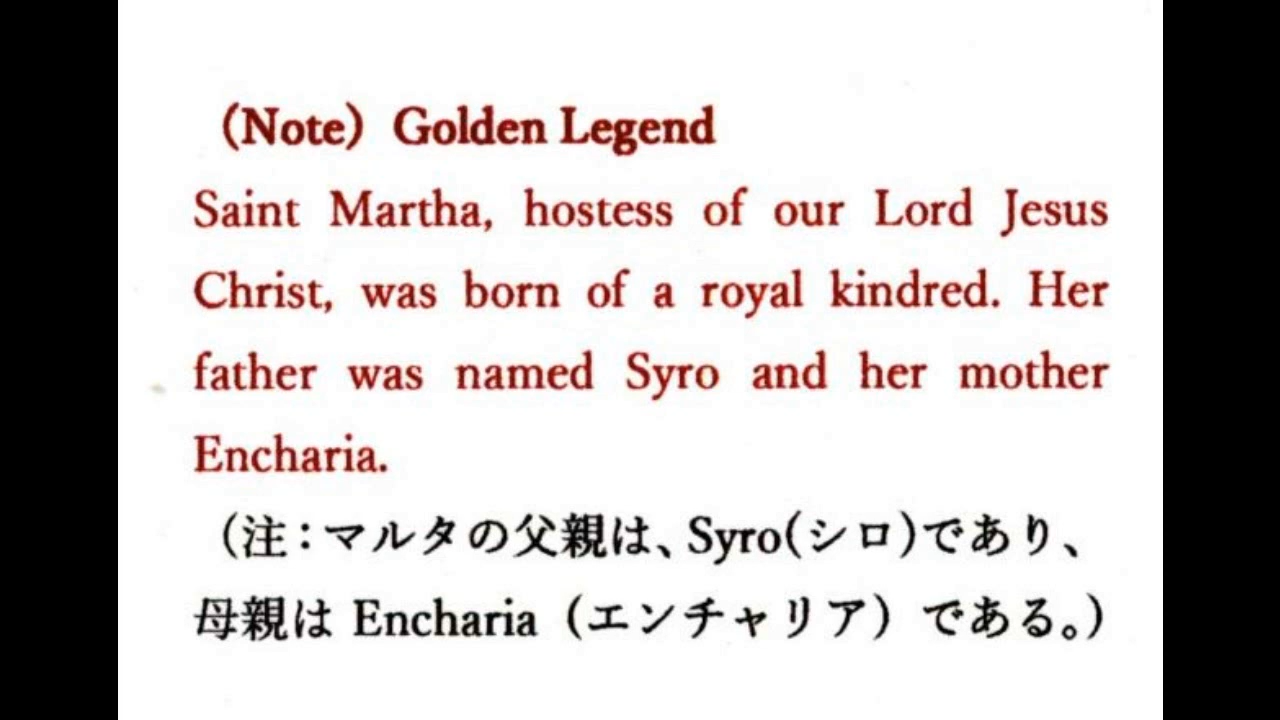 （Note）Golden Legend
Saint Martha, hostess of our Lord Jesus
Christ, was born of a royal kindred. Her
father was named Syro and her mother
Encharia.
（注：マルタの父親は、Syro(シロ)であり、
母親は Encharia（エンチャリア）である。）